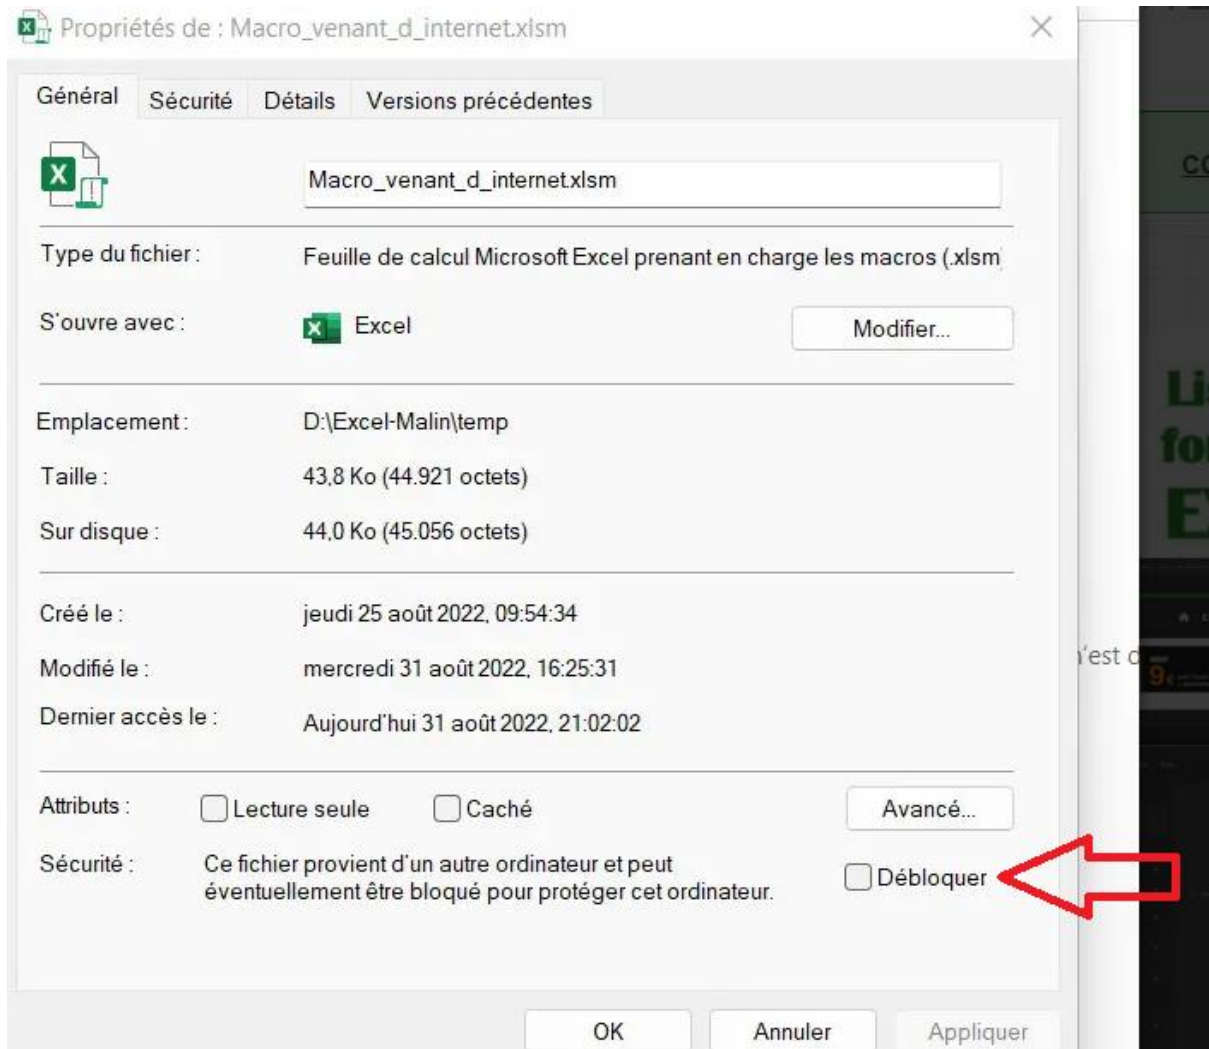 Propriétés de : Macro_venant_d_internet.xlsm
Général Sécurité Détails Versions précédentes
Macro_venant_d_internet.xlsm
Type du fichier : Feuille de calcul Microsoft Excel prenant en charge les macros (.xlsm)
S'ouvre avec : Excel Modifier...
Emplacement : D:\Excel-Malin\temp
Taille : 43,8 Ko (44.921 octets)
Sur disque : 44,0 Ko (45.056 octets)
Créé le : jeudi 25 août 2022, 09:54:34
Modifié le : mercredi 31 août 2022, 16:25:31
n'est d
Dernier accès le : Aujourd'hui 31 août 2022, 21:02:02
Attributs : Lecture seule Caché Avancé...
Sécurité : Ce fichier provient d'un autre ordinateur et peut
éventuellement être bloqué pour protéger cet ordinateur. Débloquer
OK Annuler Appliquer